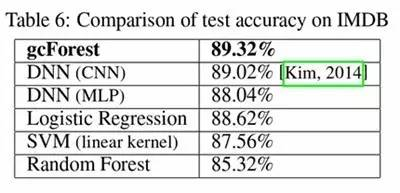 Table 6: Comparison of test accuracy on IMDB
gcForest 89.32%
DNN (CNN) 89.02% [Kim, 2014]
DNN (MLP) 88.04%
Logistic Regression 88.62%
SVM (linear kernel) 87.56%
Random Forest 85.32%